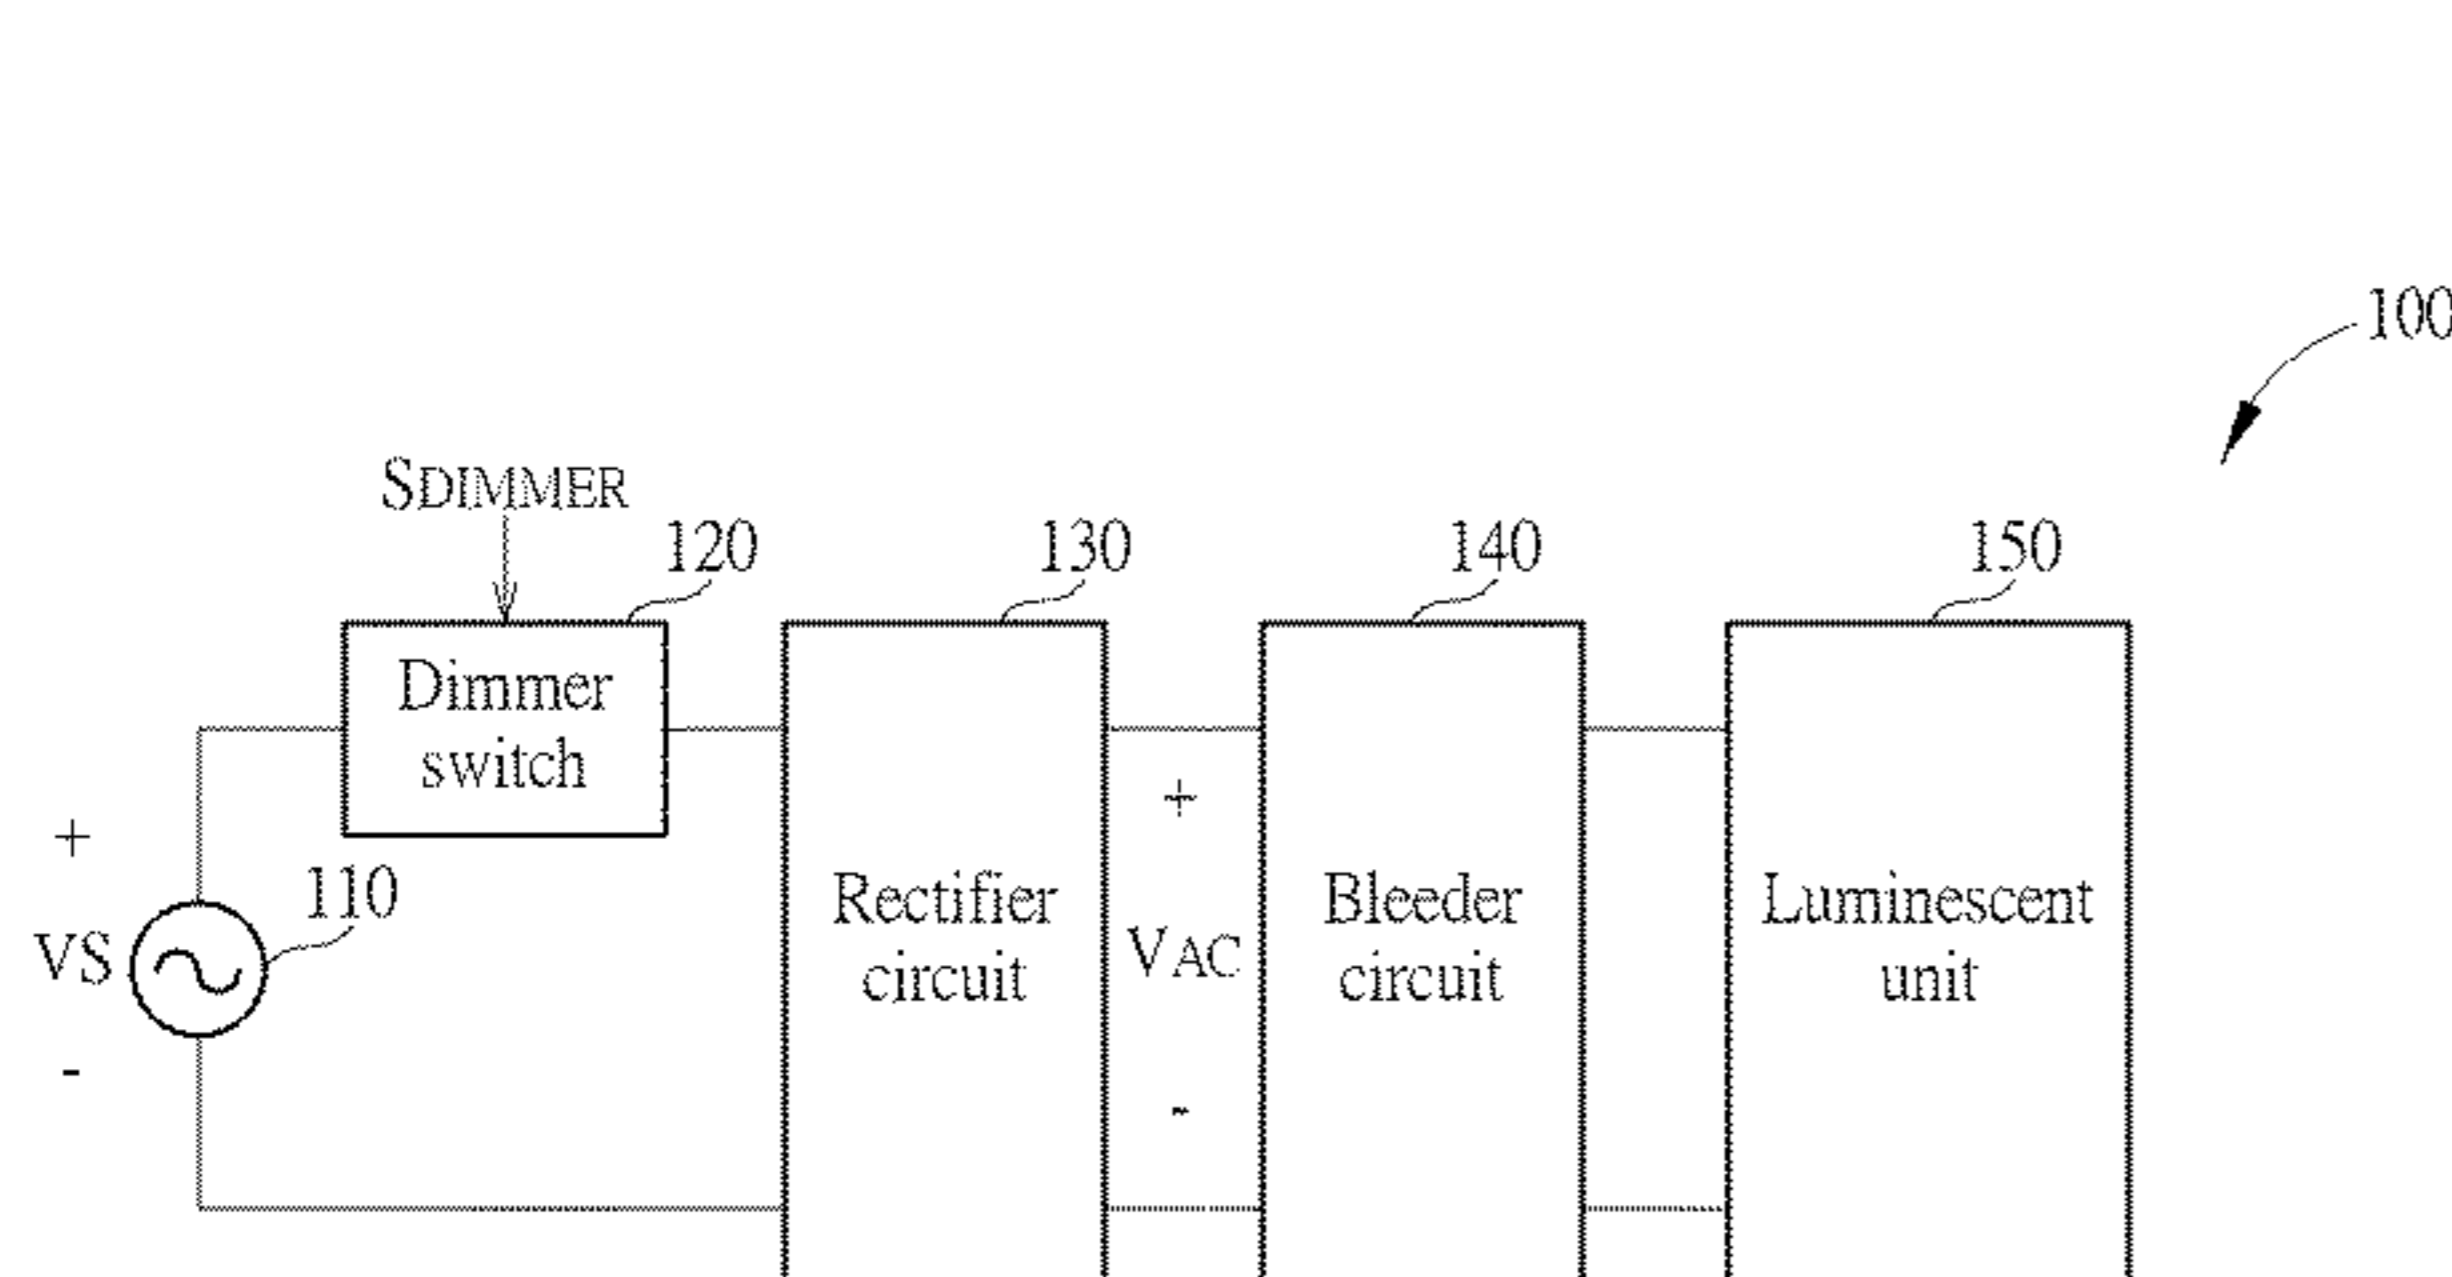 100
SDIMMER
120
130
140
150
Dimmer
switch
+
+
110
Rectifier
circuit
Bleeder
circuit
Luminescent
unit
VS
VAC
-
-